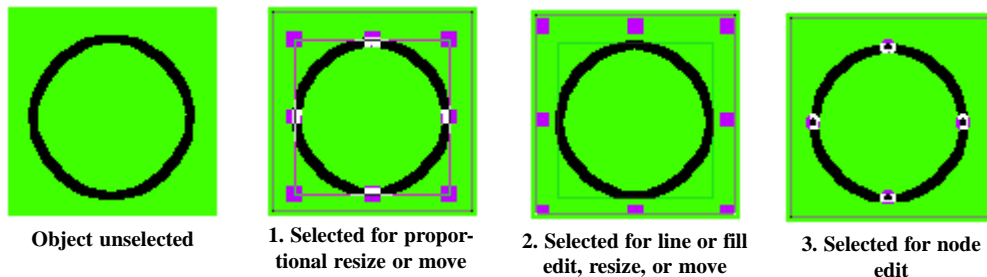 Object unselected
1. Selected for propor-
tional resize or move
2. Selected for line or fill
edit, resize, or move
3. Selected for node
edit